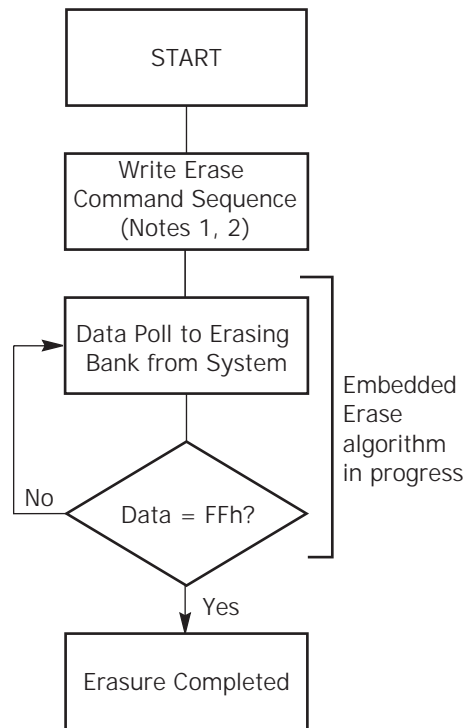 START
Write Erase
Command Sequence
(Notes 1, 2)
Data Poll to Erasing
Bank from System
Embedded
Erase
algorithm
in progress
No
Data = FFh?
Yes
Erasure Completed